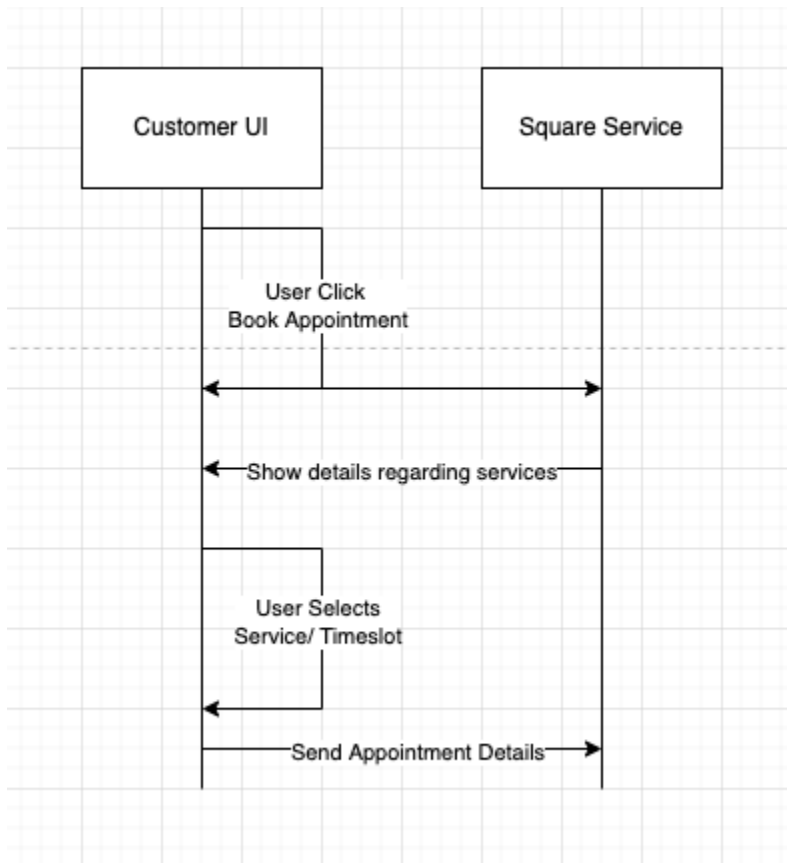 Customer UI
Square Service
User Click
Book Appointment
Show details regarding services
User Selects
Service/ Timeslot
Send Appointment Details